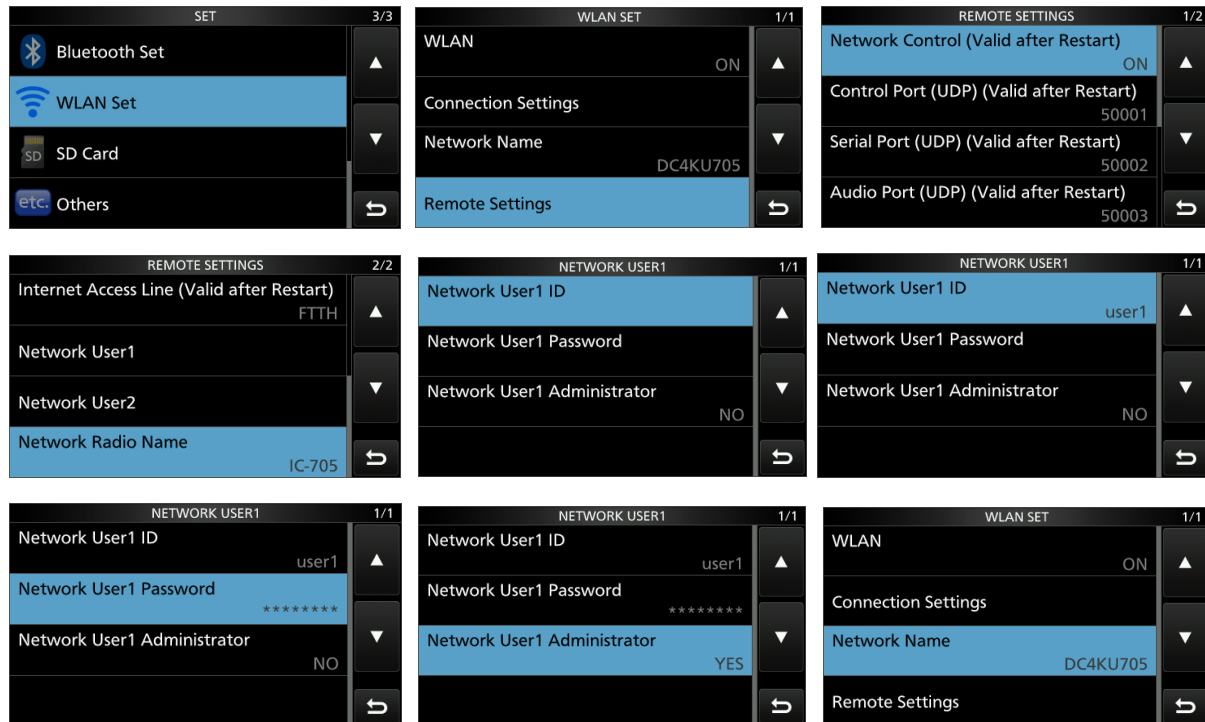 SET 3/3
Bluetooth Set
WLAN Set
SD SD Card
etc. Others
WLAN SET 1/1
WLAN
ON
Connection Settings
Network Name
DC4KU705
Remote Settings
REMOTE SETTINGS 1/2
Network Control (Valid after Restart)
ON
Control Port (UDP) (Valid after Restart)
50001
Serial Port (UDP) (Valid after Restart)
50002
Audio Port (UDP) (Valid after Restart)
50003
REMOTE SETTINGS 2/2
Internet Access Line (Valid after Restart)
FTTH
Network User1
Network User2
Network Radio Name
IC-705
NETWORK USER1 1/1
Network User1 ID
Network User1 Password
Network User1 Administrator
NO
NETWORK USER1 1/1
Network User1 ID
user1
Network User1 Password
Network User1 Administrator
NO
NETWORK USER1 1/1
Network User1 ID
user1
Network User1 Password
********
Network User1 Administrator
NO
NETWORK USER1 1/1
Network User1 ID
user1
Network User1 Password
********
Network User1 Administrator
YES
WLAN SET 1/1
WLAN
ON
Connection Settings
Network Name
DC4KU705
Remote Settings